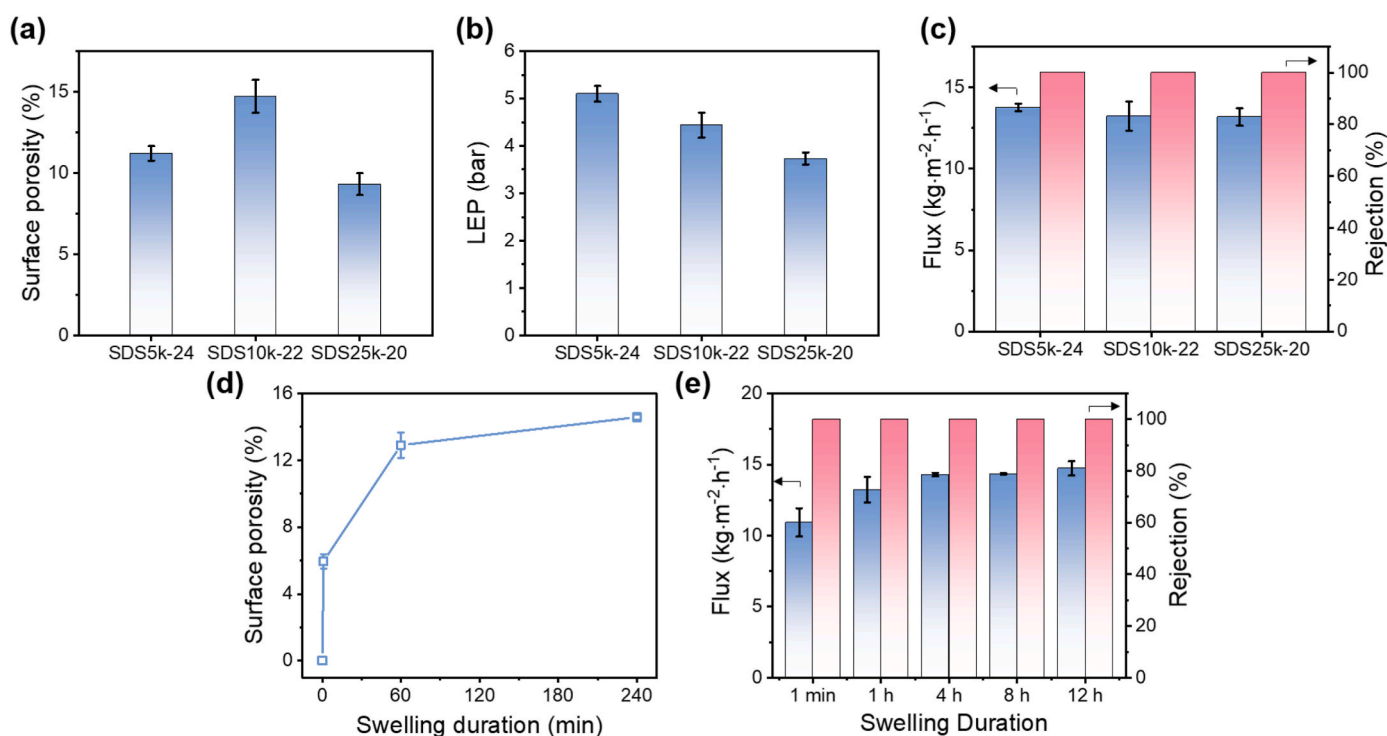 (a)
Surface porosity (%)
15
10
5
0
SDS5k-24 SDS10k-22 SDS25k-20
(b)
LEP (bar)
6
5
4
3
2
1
0
SDS5k-24 SDS10k-22 SDS25k-20
(c)
Flux (kg·m⁻²·h⁻¹)
15
10
5
0
SDS5k-24 SDS10k-22 SDS25k-20
100
80
60
40
20
0
Rejection (%)
(d)
Surface porosity (%)
16
12
8
4
0
0 60 120 180 240
Swelling duration (min)
(e)
Flux (kg·m⁻²·h⁻¹)
20
15
10
5
0
1 min 1 h 4 h 8 h 12 h
Swelling Duration
100
80
60
40
20
0
Rejection (%)